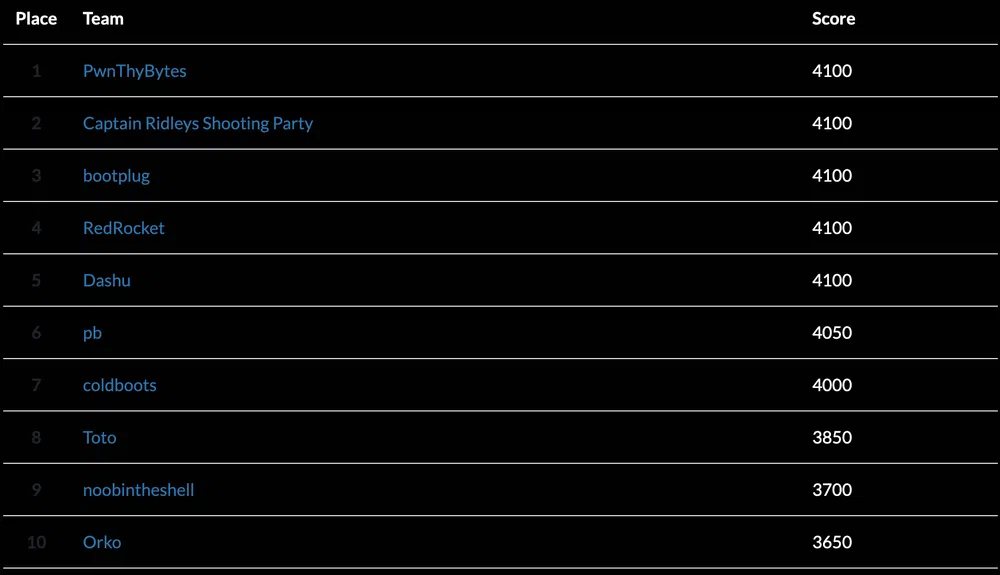 Place Team Score
1 PwnThyBytes 4100
2 Captain Ridleys Shooting Party 4100
3 bootplug 4100
4 RedRocket 4100
5 Dashu 4100
6 pb 4050
7 coldboots 4000
8 Toto 3850
9 noobintheshell 3700
10 Orko 3650